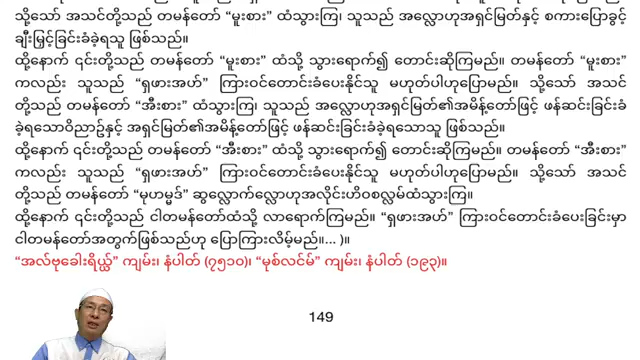 သို့သော် အသင်တို့သည် တမန်တော် “မူးစား” ထံသွားကြ၊ သူသည် အလ္လောဟုအရှင်မြတ်နှင့် စကားပြောခွင့်
ချီးမြှင့်ခြင်းခံခဲ့ရသူ ဖြစ်သည်။
ထို့နောက် ၎င်းတို့သည် တမန်တော် “မူးစား” ထံသို့ သွားရောက်၍ တောင်းဆိုကြမည်။ တမန်တော် “မူးစား”
ကလည်း သူသည် “ရှဖားအဟ်” ကြားဝင်တောင်းခံပေးနိုင်သူ မဟုတ်ပါဟုပြောမည်။ သို့သော် အသင်
တို့သည် တမန်တော် “အီးစား” ထံသွားကြ၊ သူသည် အလ္လောဟုအရှင်မြတ်၏အမိန့်တော်ဖြင့် ဖန်ဆင်းခြင်းခံ
ခဲ့ရသောဝိညာဉ်နှင့် အရှင်မြတ်၏အမိန့်တော်ဖြင့် ဖန်ဆင်းခြင်းခံခဲ့ရသောသူ ဖြစ်သည်။
ထို့နောက် ၎င်းတို့သည် တမန်တော် “အီးစား” ထံသို့ သွားရောက်၍ တောင်းဆိုကြမည်။ တမန်တော် “အီးစား”
ကလည်း သူသည် “ရှဖားအဟ်” ကြားဝင်တောင်းခံပေးနိုင်သူ မဟုတ်ပါဟုပြောမည်။ သို့သော် အသင်
တို့သည် တမန်တော် “မုဟမ္မဒ်” ဆွလ္လောက်လ္လောဟုအလိုင်းဟိဝစလ္လမ်ထံသွားကြ။
ထို့နောက် ၎င်းတို့သည် ငါတမန်တော်ထံသို့ လာရောက်ကြမည်။ “ရှဖားအဟ်” ကြားဝင်တောင်းခံပေးခြင်းမှာ
ငါတမန်တော်အတွက်ဖြစ်သည်ဟု ပြောကြားလိမ့်မည်။... )။
“အလ်ဗုခေါးရိယ္ယ်” ကျမ်း၊ နံပါတ် (၇၅၁၀)၊ “မုစ်လင်မ်” ကျမ်း၊ နံပါတ် (၁၉၃)။
149